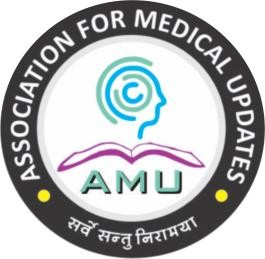 ASSOCIATION FOR MEDICAL UPDATES
AMU
सर्वे सन्तु निरामया